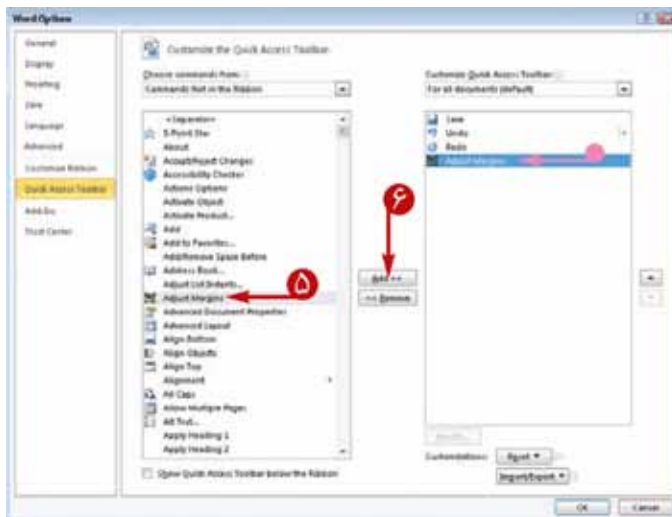 Word Options
General
Display
Proofing
Save
Language
Advanced
Customize Ribbon
Quick Access Toolbar
Add-Ins
Trust Center
Customize the Quick Access Toolbar
Choose commands from:
Commands Not in the Ribbon
<Separator>
5-Point Star
About
Accept/Reject Changes
Accessibility Checker
Actions Options
Activate Object
Activate Product...
Add
Add to Favorites...
Add/Remove Space Before
Address Book...
Adjust List Indents...
Adjust Margins
۵
Advanced Document Properties
Advanced Layout
Align Bottom
Align Objects
Align Top
Alignment
All Caps
Allow Multiple Pages
Alt Text...
Apply Heading 1
Apply Heading 2
Show Quick Access Toolbar below the Ribbon
۶
Add >>
<< Remove
Customize Quick Access Toolbar:
For all documents (default)
Save
Undo
Redo
Adjust Margins
Modify...
Customizations:
Reset
Import/Export
OK
Cancel